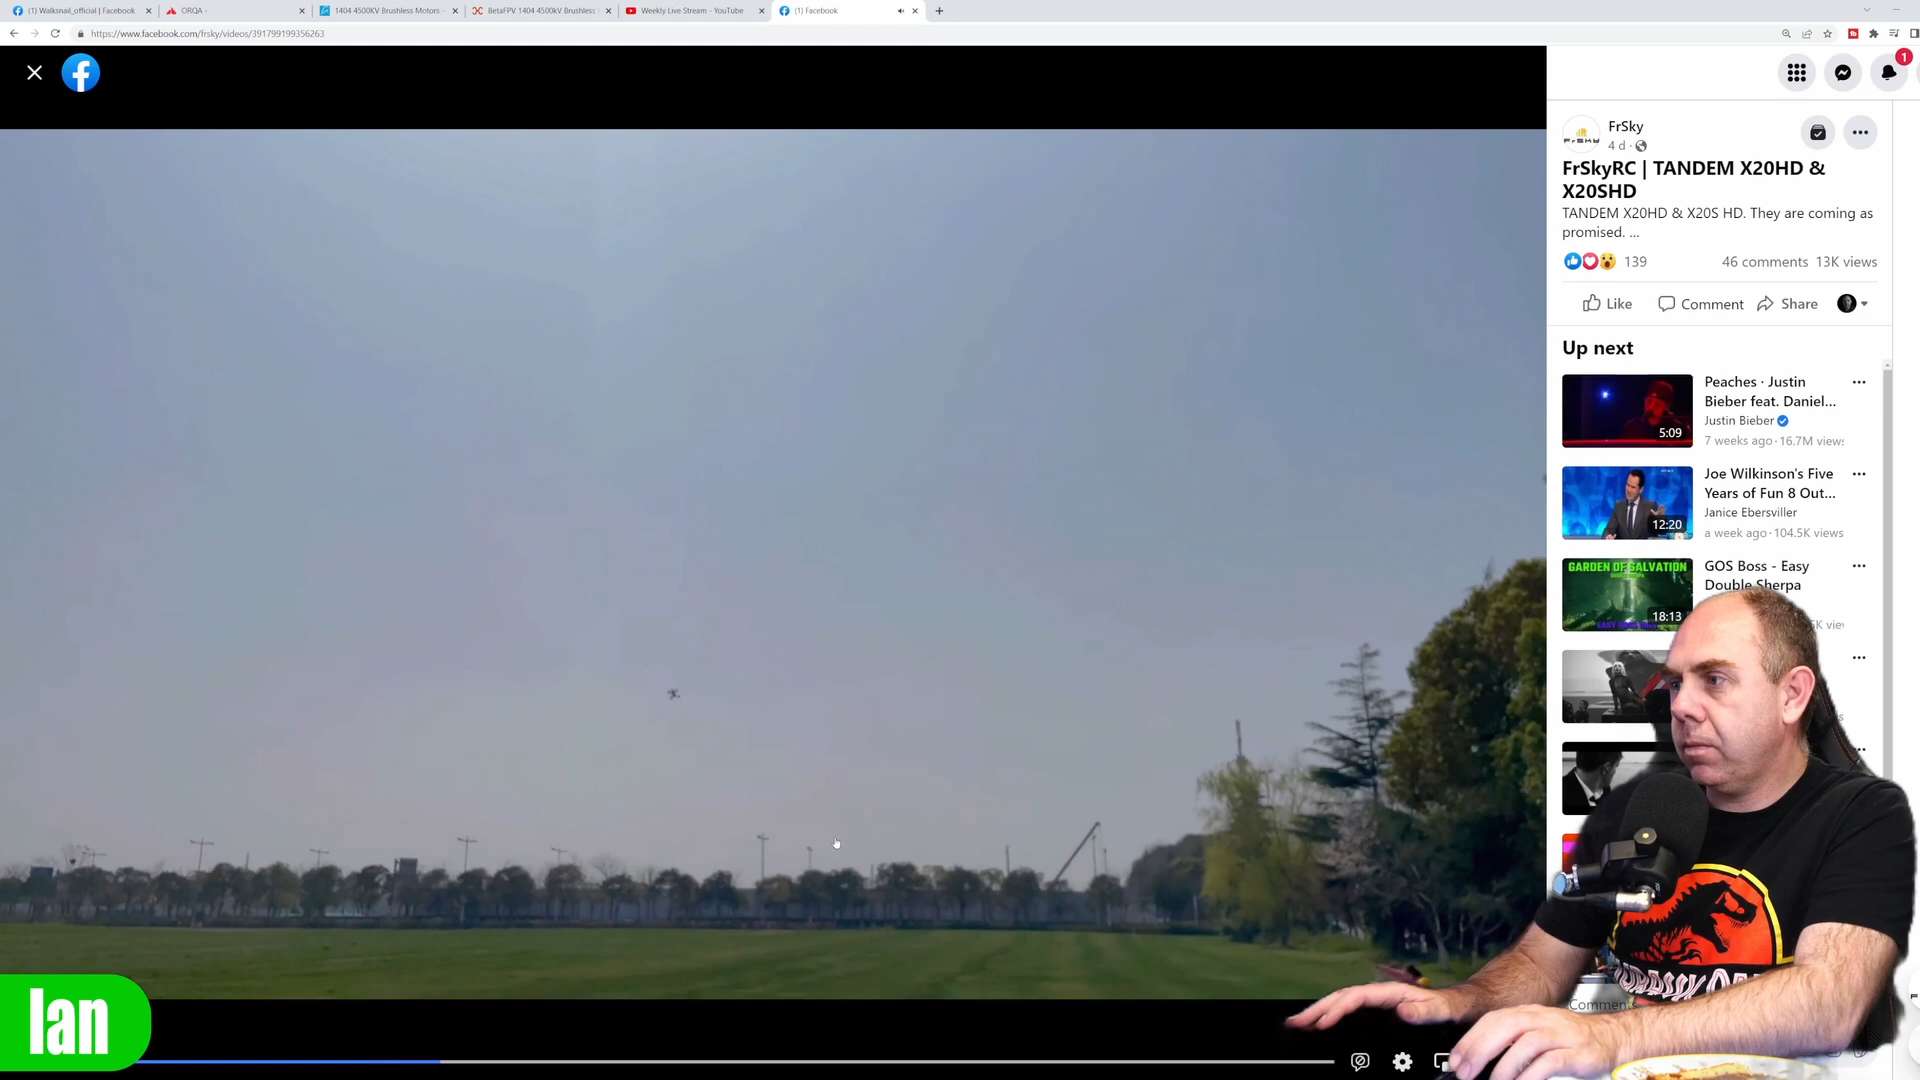 (1) Walksnail_official | Facebook
ORQA -
1404 4500KV Brushless Motors -
BetaFPV 1404 4500kV Brushless
Weekly Live Stream - YouTube
(1) Facebook
https://www.facebook.com/frsky/videos/391799199356263
1
FrSky
4 d ·
FrSkyRC | TANDEM X20HD &
X20SHD
TANDEM X20HD & X20S HD. They are coming as
promised. ...
139
46 comments
13K views
Like
Comment
Share
Up next
Peaches · Justin
Bieber feat. Daniel...
Justin Bieber
7 weeks ago · 16.7M views
5:09
Joe Wilkinson's Five
Years of Fun 8 Out...
Janice Ebersviller
a week ago · 104.5K views
12:20
GARDEN OF SALVATION
18:13
GOS Boss - Easy
Double Sherpa
Ian